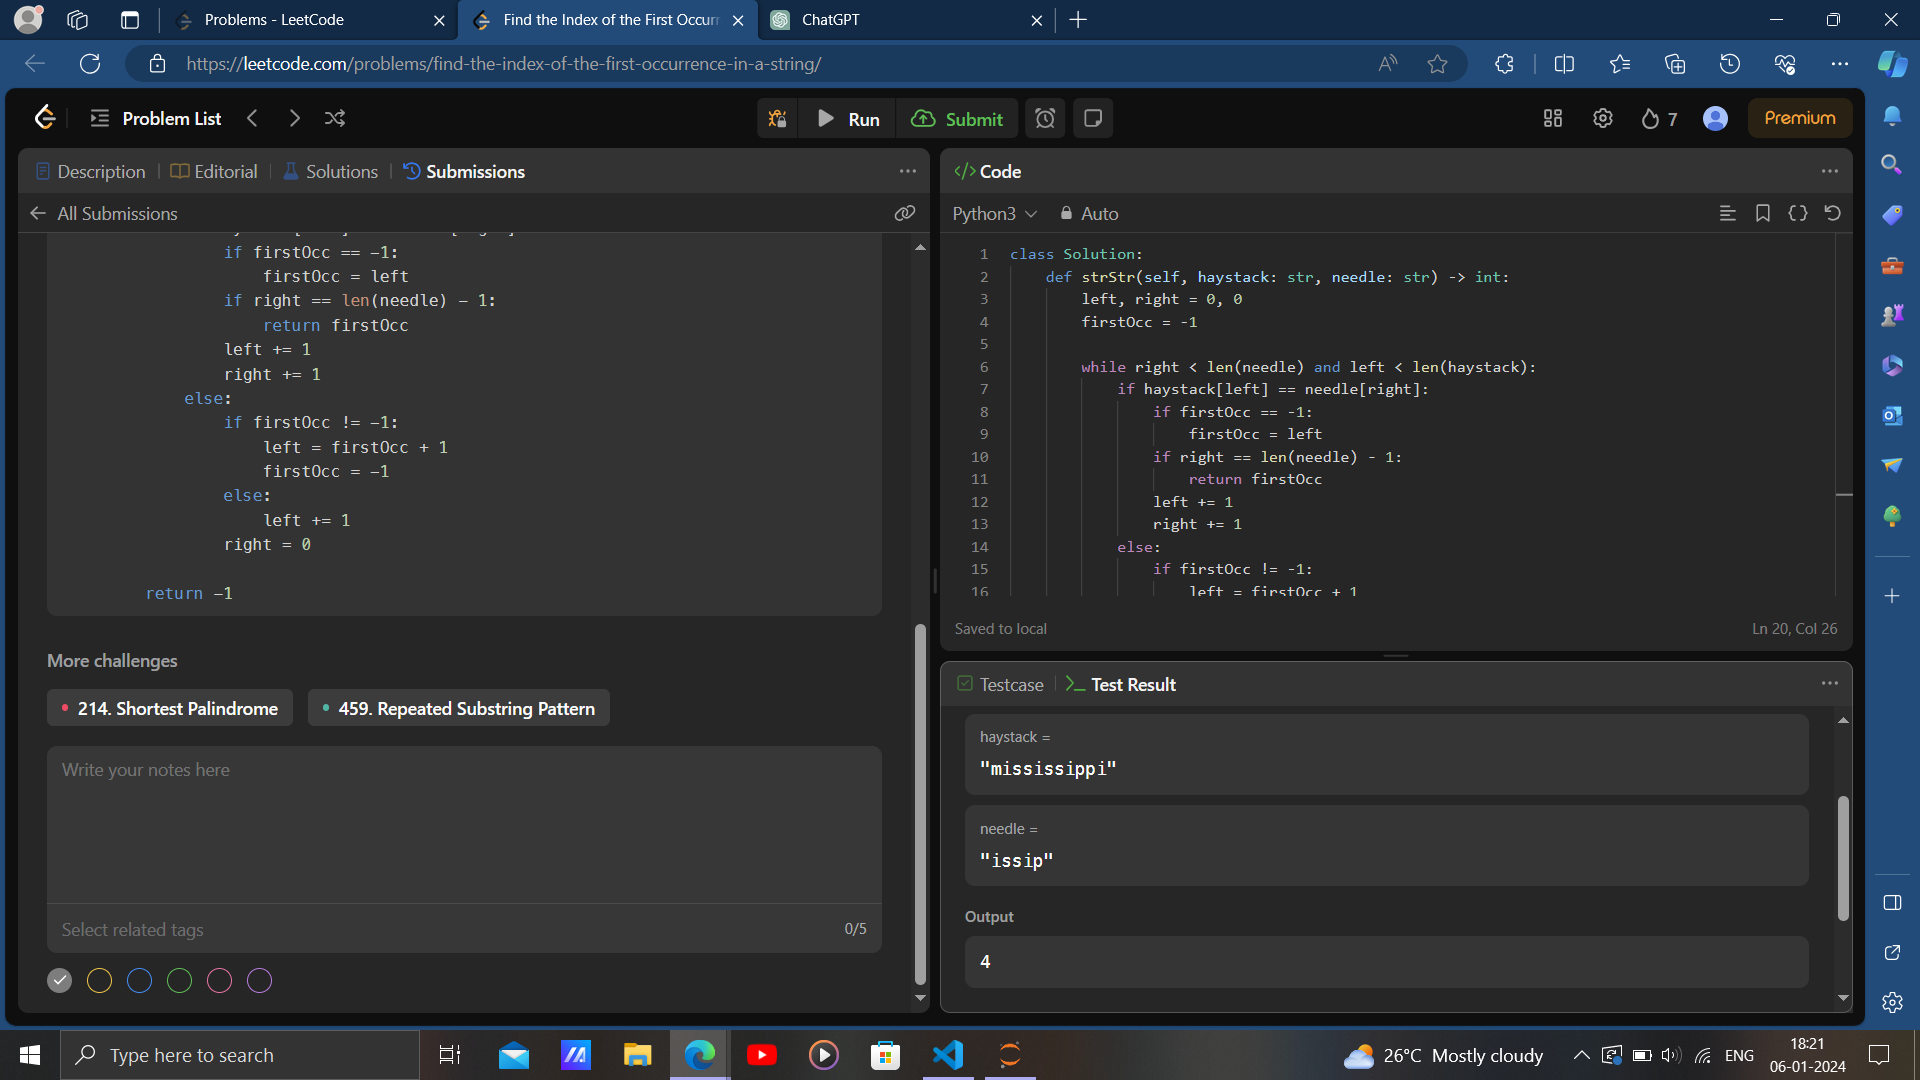 Problems - LeetCode
Find the Index of the First Occurr
ChatGPT
https://leetcode.com/problems/find-the-index-of-the-first-occurrence-in-a-string/
Problem List
Run
Submit
7
Premium
Description
Editorial
Solutions
Submissions
All Submissions
if firstOcc == -1:
firstOcc = left
if right == len(needle) - 1:
return firstOcc
left += 1
right += 1
else:
if firstOcc != -1:
left = firstOcc + 1
firstOcc = -1
else:
left += 1
right = 0
return -1
More challenges
214. Shortest Palindrome
459. Repeated Substring Pattern
Write your notes here
Select related tags
0/5
</> Code
Python3
Auto
1 class Solution:
2 def strStr(self, haystack: str, needle: str) -> int:
3 left, right = 0, 0
4 firstOcc = -1
5
6 while right < len(needle) and left < len(haystack):
7 if haystack[left] == needle[right]:
8 if firstOcc == -1:
9 firstOcc = left
10 if right == len(needle) - 1:
11 return firstOcc
12 left += 1
13 right += 1
14 else:
15 if firstOcc != -1:
16 left = firstOcc + 1
Saved to local
Ln 20, Col 26
Testcase
Test Result
haystack =
"mississippi"
needle =
"issip"
Output
4
Type here to search
26°C Mostly cloudy
ENG
18:21
06-01-2024